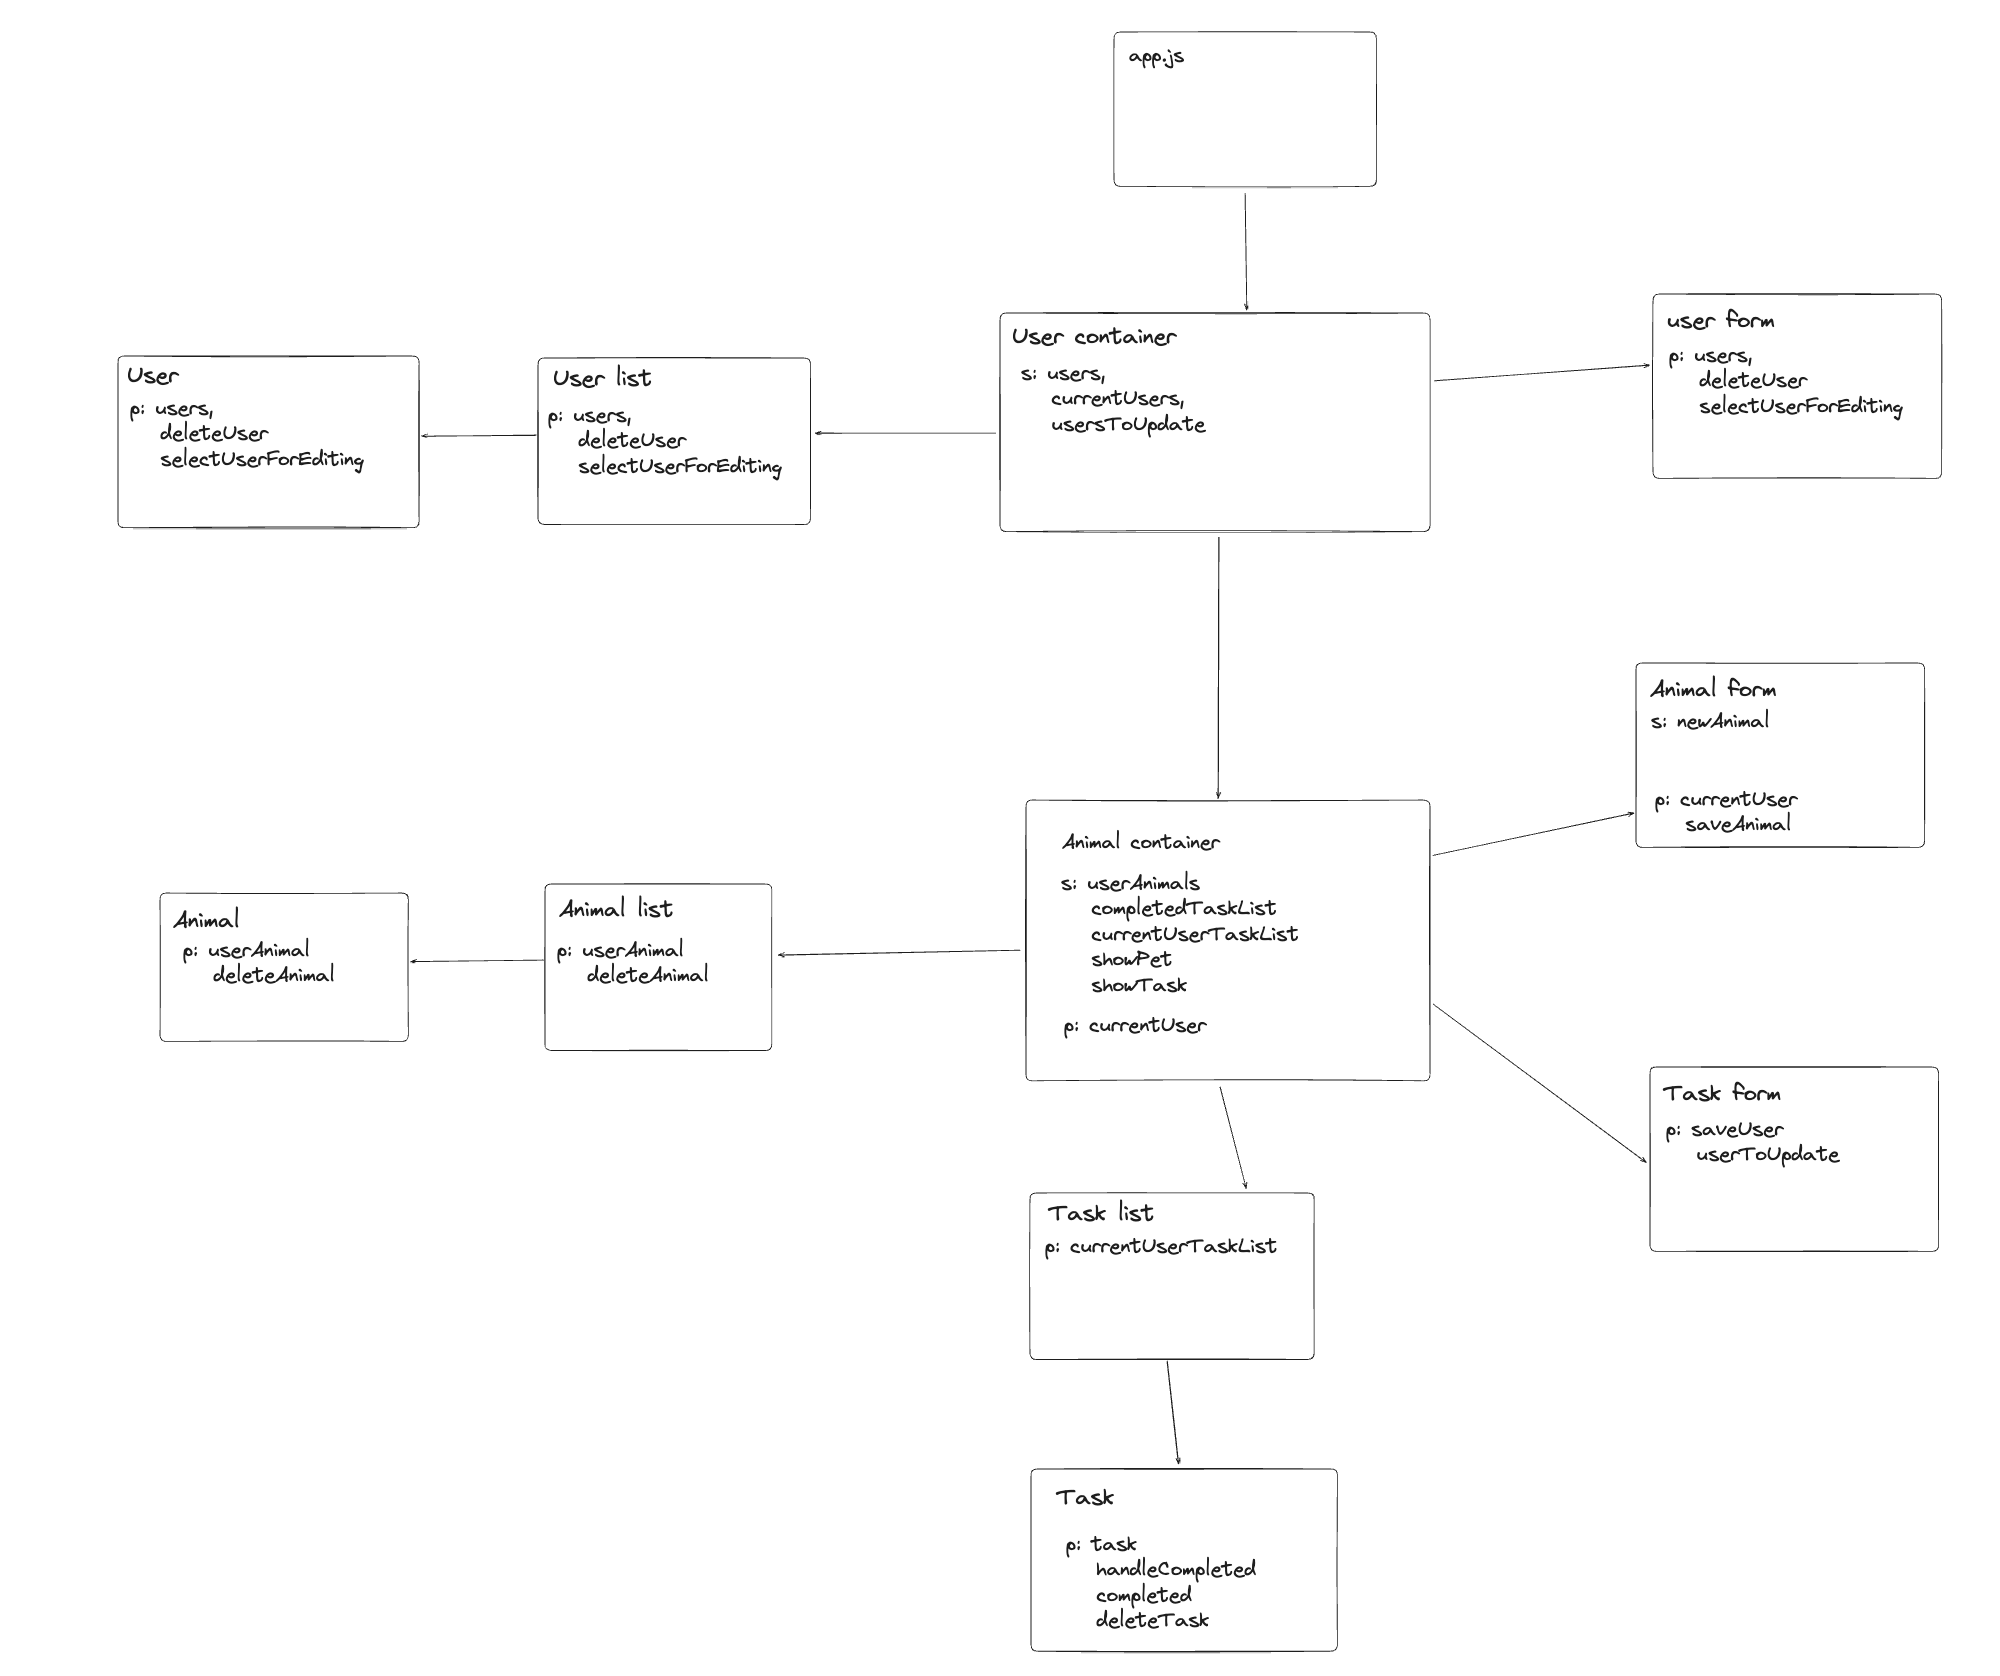 app.js
User container
s: users,
currentUsers,
usersToUpdate
user form
p: users,
deleteUser
selectUserForEditing
User list
p: users,
deleteUser
selectUserForEditing
User
p: users,
deleteUser
selectUserForEditing
Animal form
s: newAnimal
p: currentUser
saveAnimal
Animal container
s: userAnimals
completedTaskList
currentUserTaskList
showPet
showTask
p: currentUser
Animal list
p: userAnimal
deleteAnimal
Animal
p: userAnimal
deleteAnimal
Task form
p: saveUser
userToUpdate
Task list
p: currentUserTaskList
Task
p: task
handleCompleted
completed
deleteTask